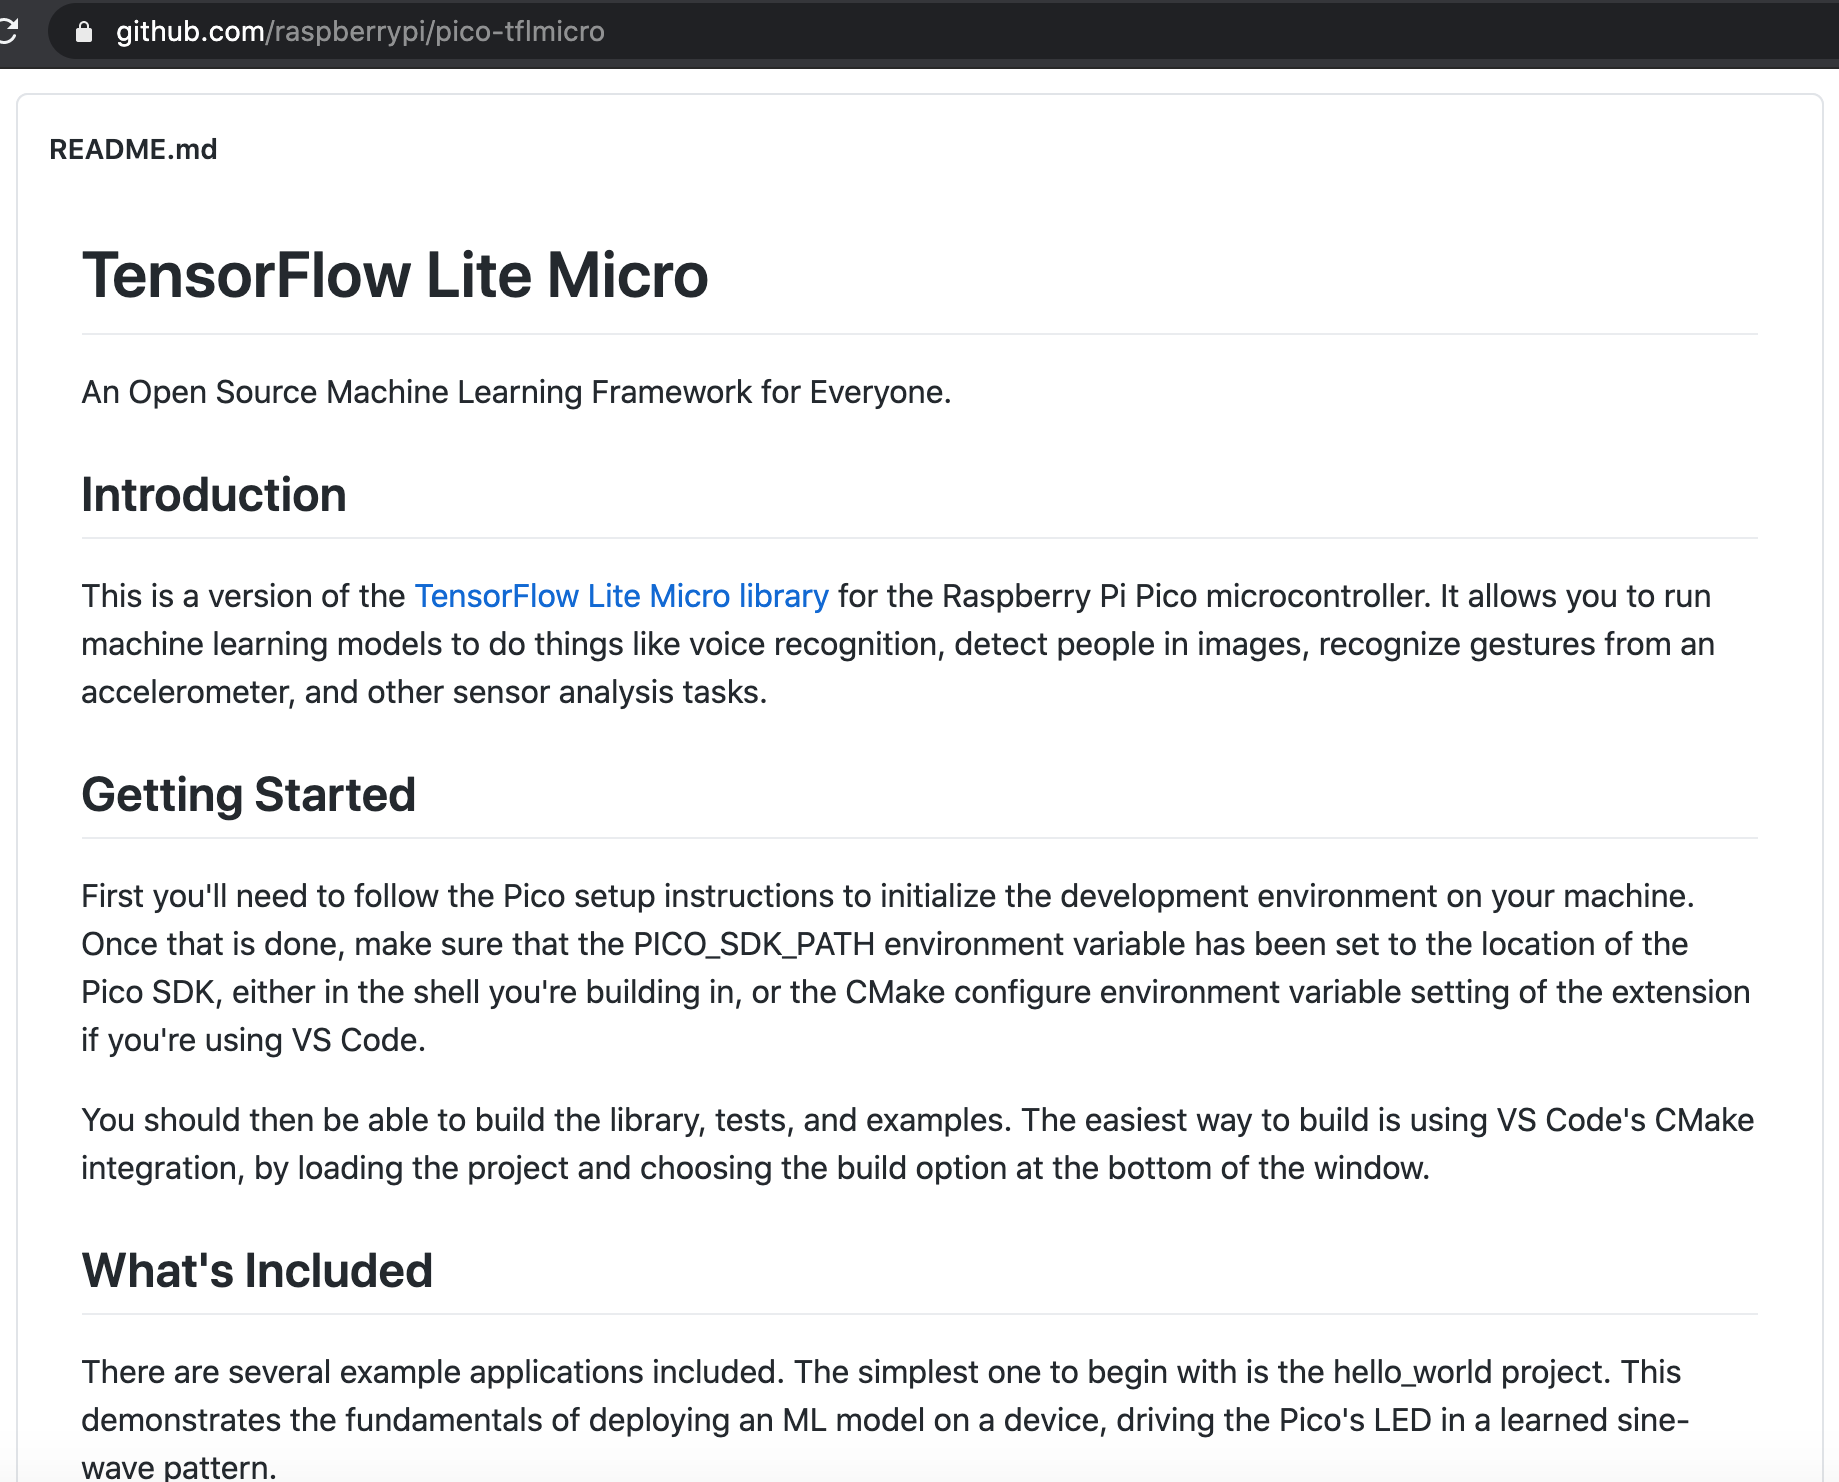 github.com/raspberrypi/pico-tflmicro
README.md
TensorFlow Lite Micro
An Open Source Machine Learning Framework for Everyone.
Introduction
This is a version of the TensorFlow Lite Micro library for the Raspberry Pi Pico microcontroller. It allows you to run
machine learning models to do things like voice recognition, detect people in images, recognize gestures from an
accelerometer, and other sensor analysis tasks.
Getting Started
First you'll need to follow the Pico setup instructions to initialize the development environment on your machine.
Once that is done, make sure that the PICO_SDK_PATH environment variable has been set to the location of the
Pico SDK, either in the shell you're building in, or the CMake configure environment variable setting of the extension
if you're using VS Code.
You should then be able to build the library, tests, and examples. The easiest way to build is using VS Code's CMake
integration, by loading the project and choosing the build option at the bottom of the window.
What's Included
There are several example applications included. The simplest one to begin with is the hello_world project. This
demonstrates the fundamentals of deploying an ML model on a device, driving the Pico's LED in a learned sine-
wave pattern.